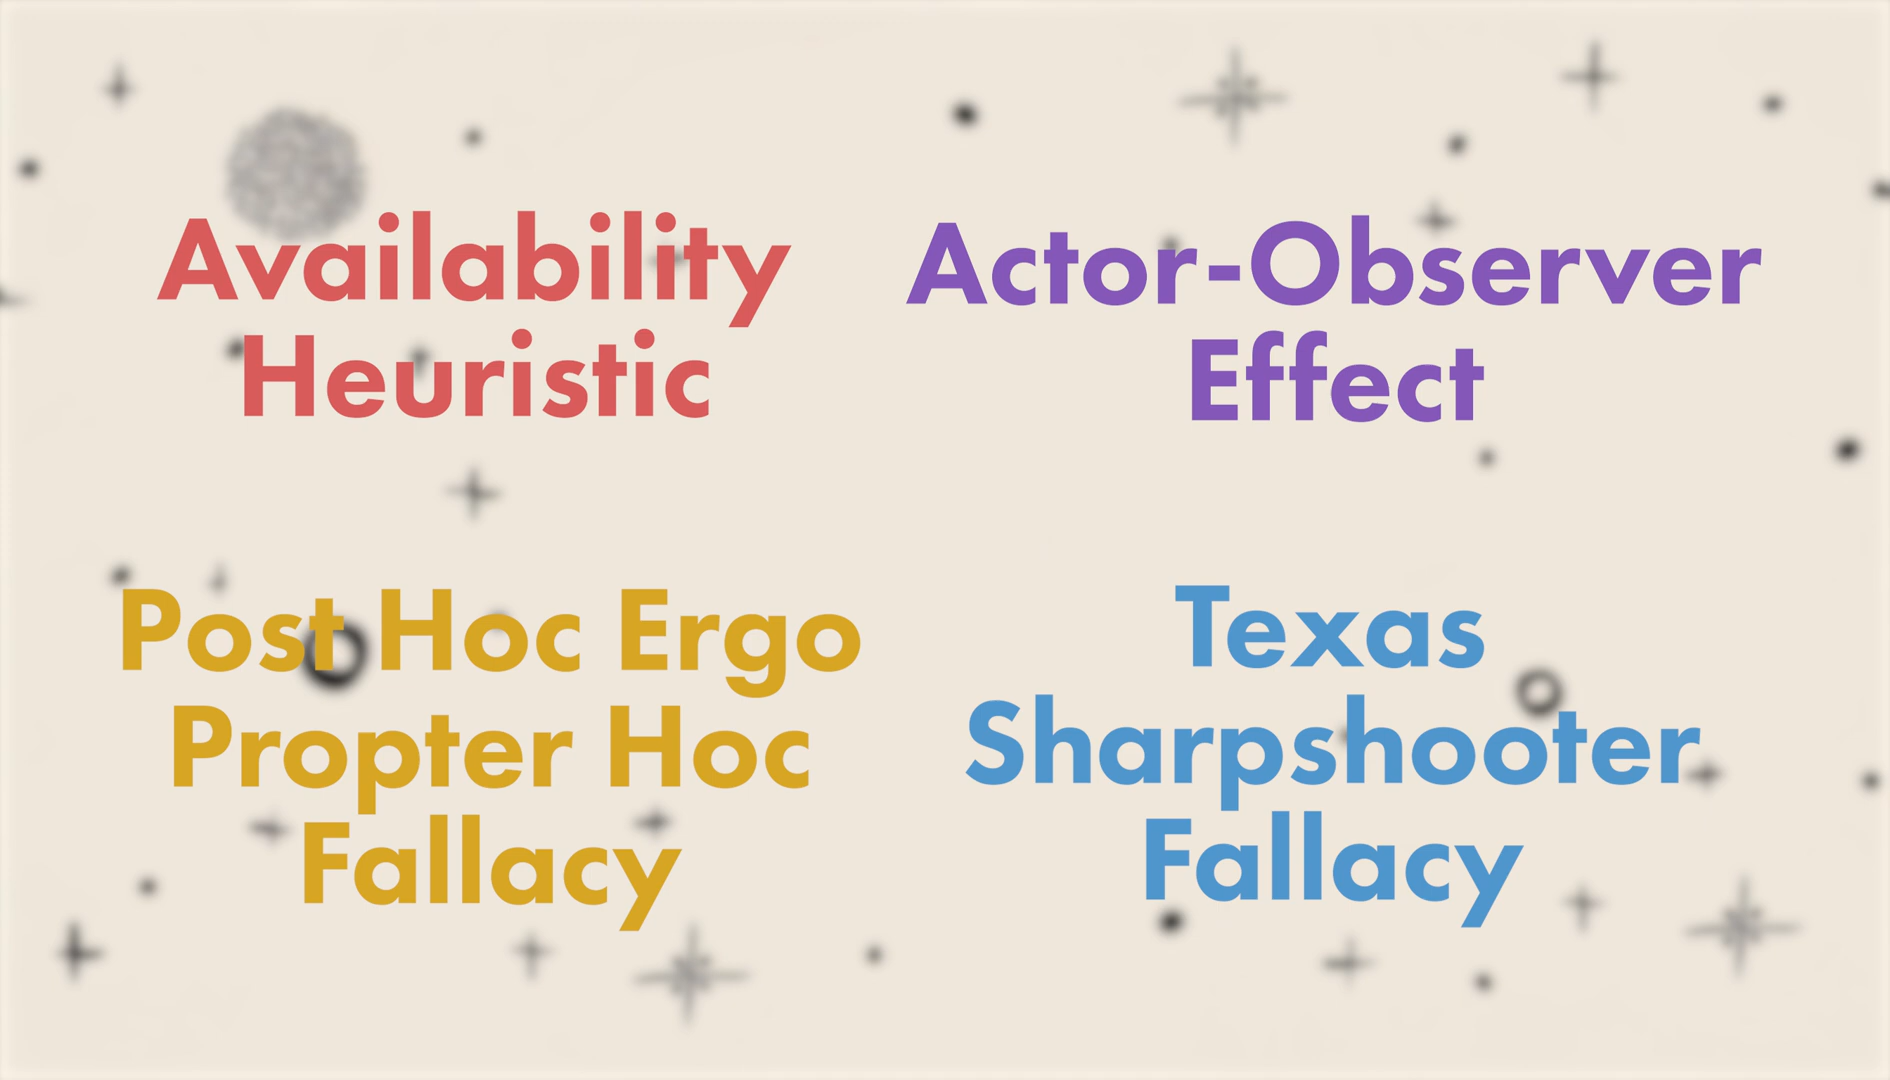 Availability
Heuristic
Actor-Observer
Effect
Post Hoc Ergo
Propter Hoc
Fallacy
Texas
Sharpshooter
Fallacy